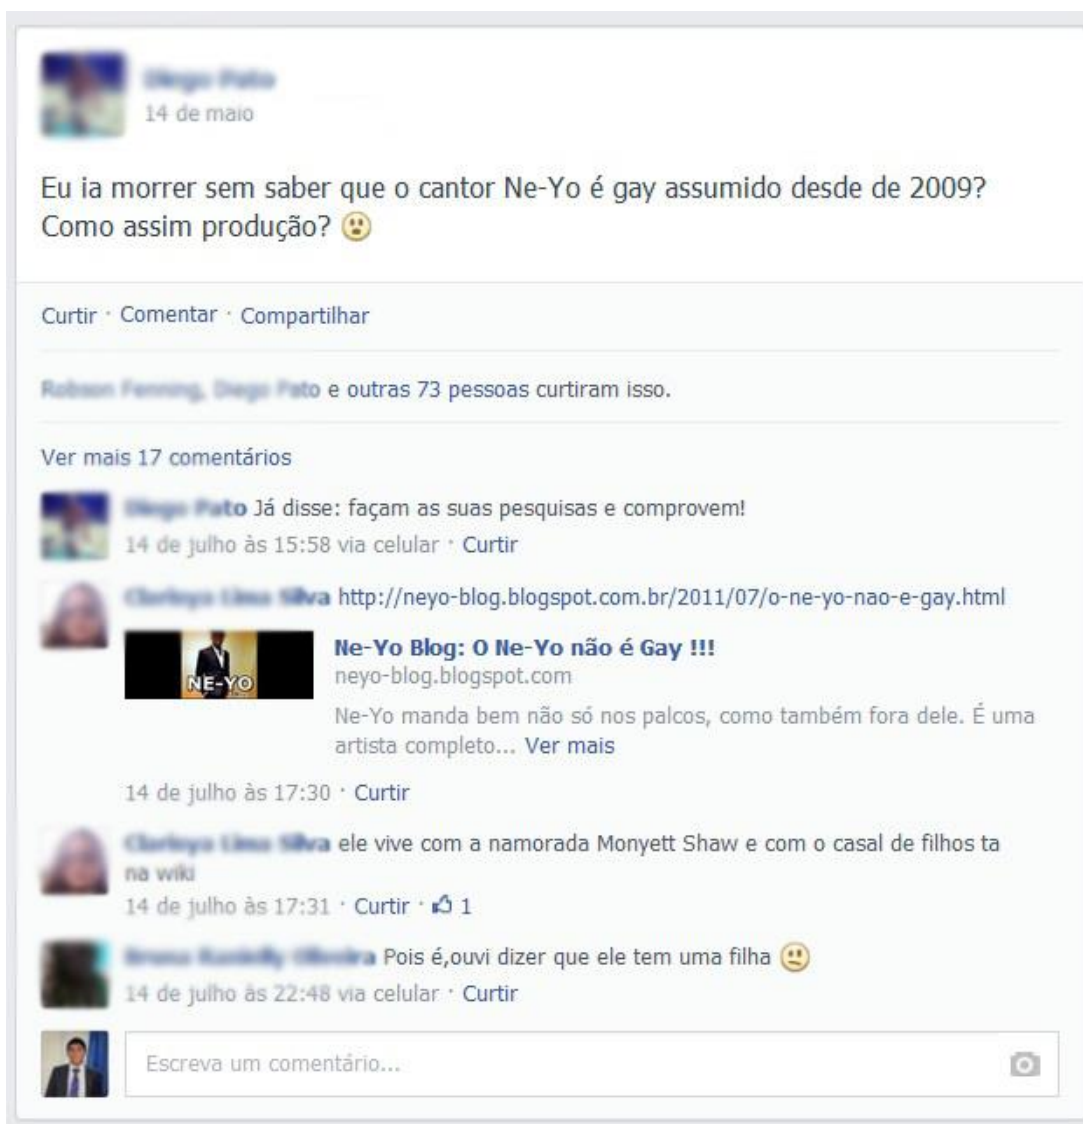 14 de maio
Eu ia morrer sem saber que o cantor Ne-Yo é gay assumido desde de 2009?
Como assim produção?
Curtir · Comentar · Compartilhar
e outras 73 pessoas curtiram isso.
Ver mais 17 comentários
Já disse: façam as suas pesquisas e comprovem!
14 de julho às 15:58 via celular · Curtir
http://neyo-blog.blogspot.com.br/2011/07/o-ne-yo-nao-e-gay.html
NE-YO
Ne-Yo Blog: O Ne-Yo não é Gay !!!
neyo-blog.blogspot.com
Ne-Yo manda bem não só nos palcos, como também fora dele. É uma
artista completo... Ver mais
14 de julho às 17:30 · Curtir
ele vive com a namorada Monyett Shaw e com o casal de filhos ta
na wiki
14 de julho às 17:31 · Curtir · 1
Pois é,ouvi dizer que ele tem uma filha
14 de julho às 22:48 via celular · Curtir
Escreva um comentário...